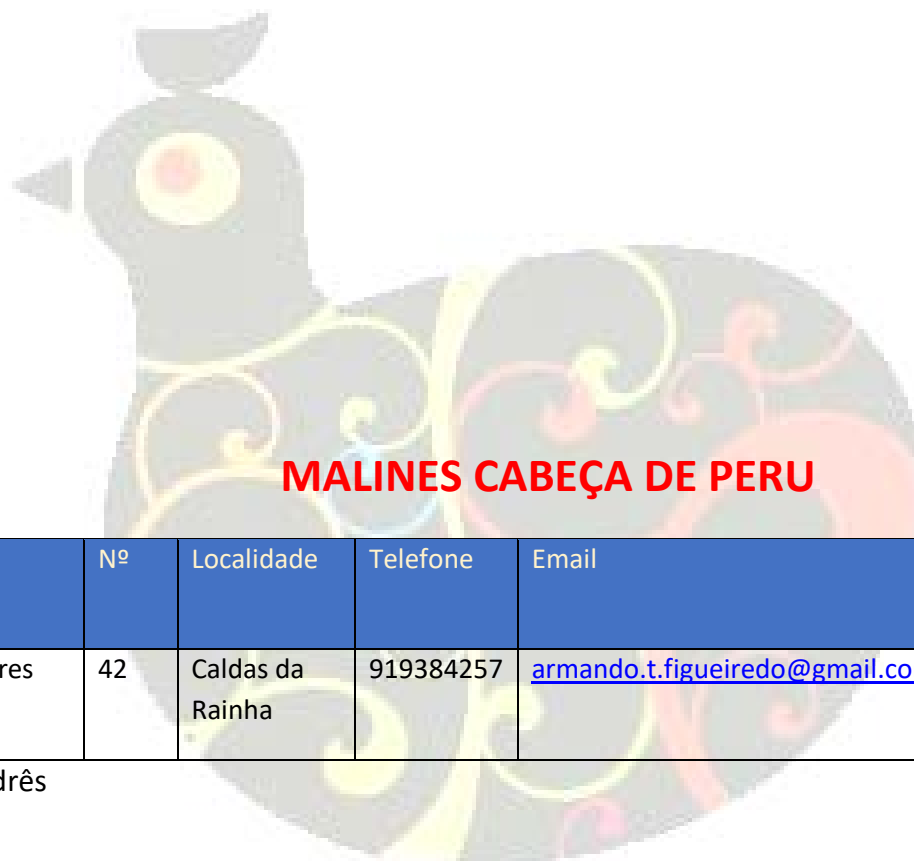 MALINES CABEÇA DE PERU
Nº Localidade Telefone Email
res 42 Caldas da 919384257 armando.t.figueiredo@gmail.co
Rainha
drês